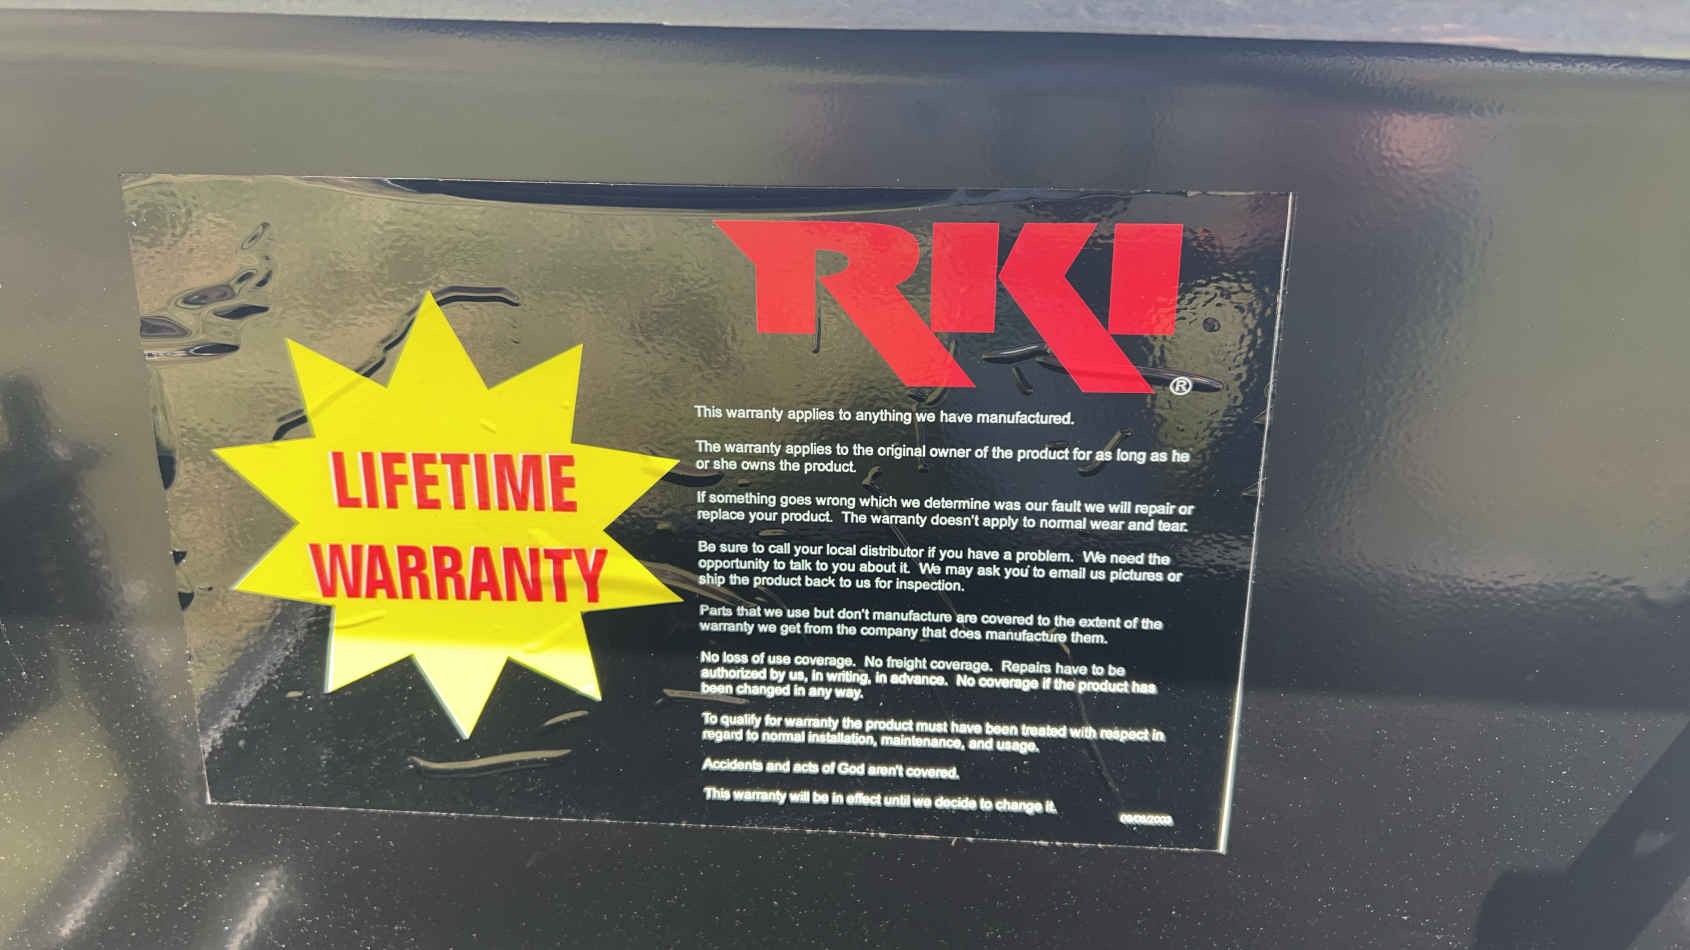 RKI
®
LIFETIME
WARRANTY
This warranty applies to anything we have manufactured.
The warranty applies to the original owner of the product for as long as he
or she owns the product.
If something goes wrong which we determine was our fault we will repair or
replace your product. The warranty doesn't apply to normal wear and tear.
Be sure to call your local distributor if you have a problem. We need the
opportunity to talk to you about it. We may ask you to email us pictures or
ship the product back to us for inspection.
Parts that we use but don't manufacture are covered to the extent of the
warranty we get from the company that does manufacture them.
No loss of use coverage. No freight coverage. Repairs have to be
authorized by us, in writing, in advance. No coverage if the product has
been changed in any way.
To qualify for warranty the product must have been treated with respect in
regard to normal installation, maintenance, and usage.
Accidents and acts of God aren't covered.
This warranty will be in effect until we decide to change it.